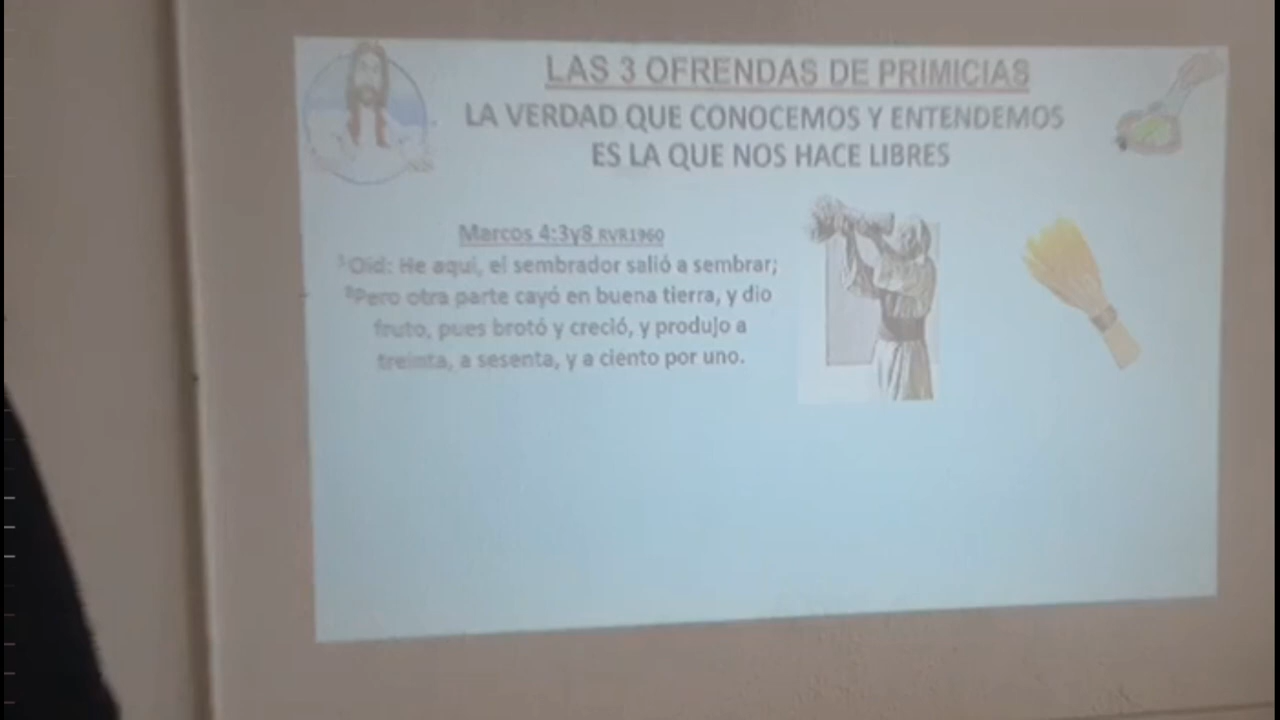 LAS 3 OFRENDAS DE PRIMICIAS
LA VERDAD QUE CONOCEMOS Y ENTENDEMOS
ES LA QUE NOS HACE LIBRES
Marcos 4:3y8 RVR1960
³Oid: He aquí, el sembrador salió a sembrar;
⁸Pero otra parte cayó en buena tierra, y dio
fruto, pues brotó y creció, y produjo a
treinta, a sesenta, y a ciento por uno.